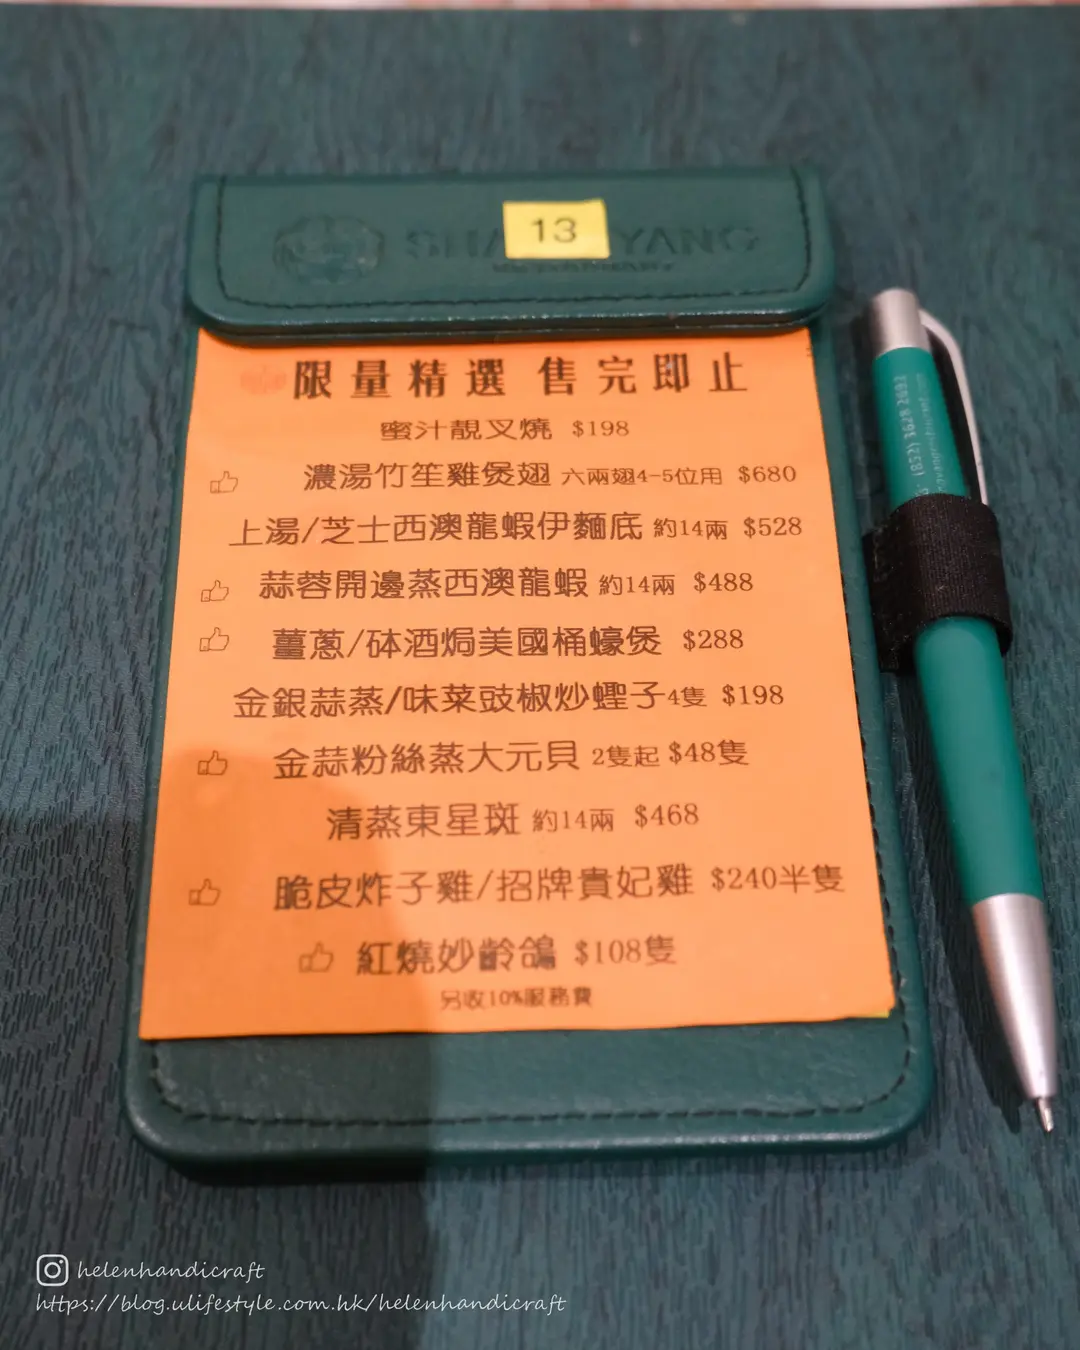 13
SHA YANG
限量精選 售完即止
蜜汁靚叉燒 $198
濃湯竹笙雞煲翅 六兩翅4-5位用 $680
上湯/芝士西澳龍蝦伊麵底 約14兩 $528
蒜蓉開邊蒸西澳龍蝦 約14兩 $488
薑蔥/砵酒焗美國桶蠔煲 $288
金銀蒜蒸/味菜豉椒炒蟶子4隻 $198
金蒜粉絲蒸大元貝 2隻起 $48隻
清蒸東星斑 約14兩 $468
脆皮炸子雞/招牌貴妃雞 $240半隻
紅燒妙齡鴿 $108隻
另收10%服務費
(852) 3628 2692
helenhandicraft
https://blog.ulifestyle.com.hk/helenhandicraft